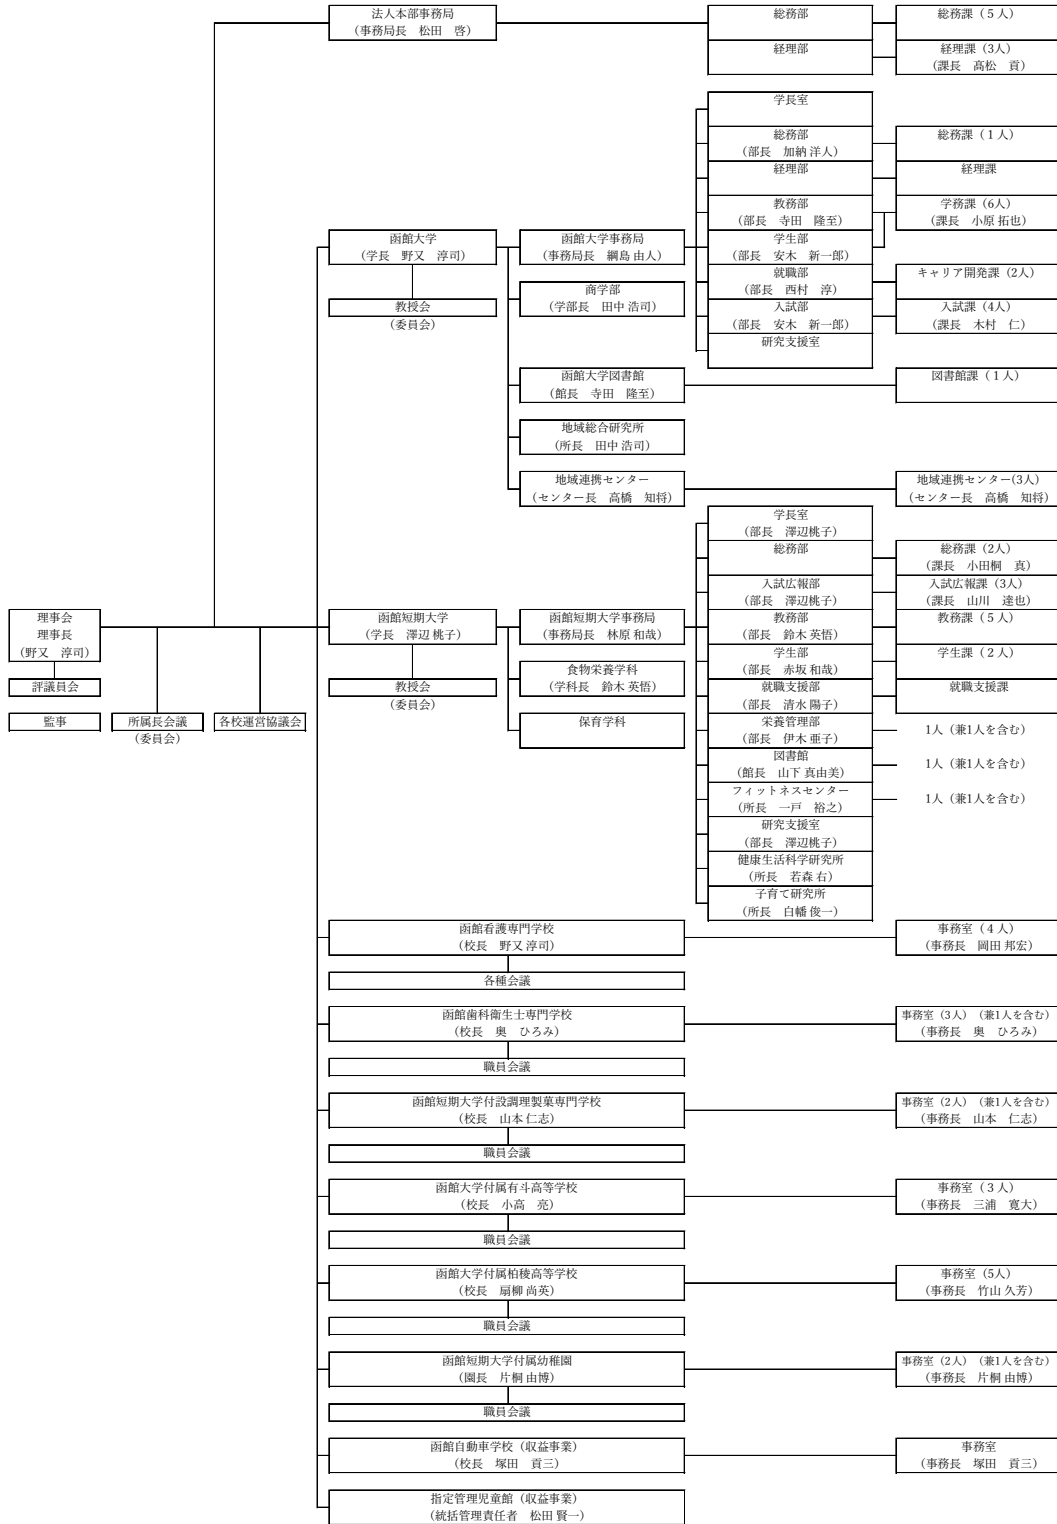 法人本部事務局
(事務局長　松田　啓)
総務部
総務課（５人）
経理部
経理課（3人）
（課長　髙松　貢）
学長室
総務部
（部長　加納 洋人）
総務課（１人）
経理部
経理課
教務部
（部長　寺田　隆至）
学務課（6人）
（課長　小原 拓也）
函館大学
（学長　野又　淳司）
函館大学事務局
（事務局長　綱島 由人）
学生部
（部長　安木　新一郎）
就職部
（部長　西村　淳）
キャリア開発課（2人）
商学部
（学部長　田中 浩司）
教授会
（委員会）
入試部
（部長　安木　新一郎）
入試課（4人）
（課長　木村　仁）
研究支援室
函館大学図書館
（館長　寺田　隆至）
図書館課（１人）
地域総合研究所
（所長　田中 浩司）
地域連携センター
（センター長　高橋　知将）
地域連携センター(3人）
（センター長　高橋　知将）
学長室
（部長　澤辺桃子）
総務部
総務課（2人）
（課長　小田桐　真）
入試広報部
（部長　澤辺桃子）
入試広報課（3人）
（課長　山川　達也）
理事会
理事長
（野又　淳司）
函館短期大学
（学長　澤辺 桃子）
函館短期大学事務局
（事務局長　林原 和哉）
教務部
（部長　鈴木 英悟）
教務課（５人）
学生部
（部長　赤坂 和哉）
学生課（２人）
食物栄養学科
（学科長　鈴木 英悟）
評議員会
教授会
（委員会）
就職支援部
（部長　清水 陽子）
就職支援課
監事
所属長会議
（委員会）
各校運営協議会
保育学科
栄養管理部
（部長　伊木 亜子）
1人（兼1人を含む）
図書館
（館長　山下 真由美）
1人（兼1人を含む）
フィットネスセンター
（所長　一戸　裕之）
1人（兼1人を含む）
研究支援室
（部長　澤辺桃子）
健康生活科学研究所
（所長　若森 右）
子育て研究所
（所長　白幡 俊一）
函館看護専門学校
（校長　野又 淳司）
事務室（４人）
（事務長　岡田 邦宏）
各種会議
函館歯科衛生士専門学校
（校長　奥　ひろみ）
事務室（3人）（兼1人を含む）
（事務長　奥　ひろみ）
職員会議
函館短期大学付設調理製菓専門学校
（校長　山本 仁志）
事務室（2人）（兼1人を含む）
（事務長　山本　仁志）
職員会議
函館大学付属有斗高等学校
（校長　小高　亮）
事務室（３人）
（事務長　三浦　寛大）
職員会議
函館大学付属柏稜高等学校
（校長　扇柳 尚英）
事務室（5人）
（事務長　竹山 久芳）
職員会議
函館短期大学付属幼稚園
（園長　片桐 由博）
事務室（2人）（兼1人を含む）
（事務長　片桐 由博）
職員会議
函館自動車学校（収益事業）
（校長　塚田　貢三）
事務室
（事務長　塚田　貢三）
指定管理児童館（収益事業）
（統括管理責任者　松田 賢一）